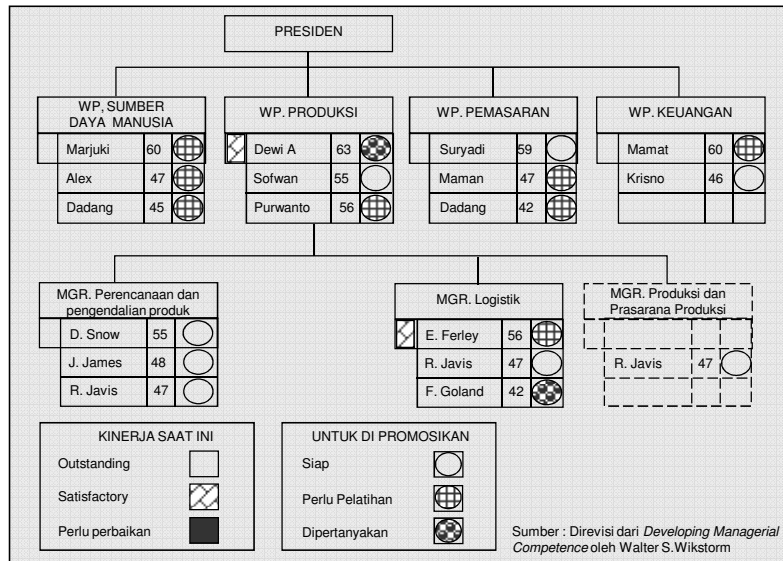 PRESIDEN
WP, SUMBER
DAYA MANUSIA
Marjuki 60
Alex 47
Dadang 45
WP. PRODUKSI
Dewi A 63
Sofwan 55
Purwanto 56
WP. PEMASARAN
Suryadi 59
Maman 47
Dadang 42
WP. KEUANGAN
Mamat 60
Krisno 46
MGR. Perencanaan dan
pengendalian produk
D. Snow 55
J. James 48
R. Javis 47
MGR. Logistik
E. Ferley 56
R. Javis 47
F. Goland 42
MGR. Produksi dan
Prasarana Produksi
R. Javis 47
KINERJA SAAT INI
Outstanding
Satisfactory
Perlu perbaikan
UNTUK DI PROMOSIKAN
Siap
Perlu Pelatihan
Dipertanyakan
Sumber : Direvisi dari Developing Managerial
Competence oleh Walter S.Wikstorm